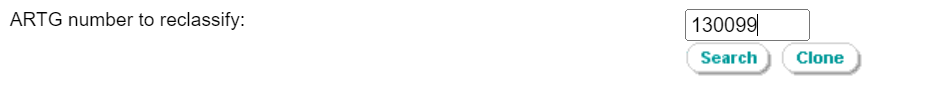 ARTG number to reclassify:
130099
Search
Clone